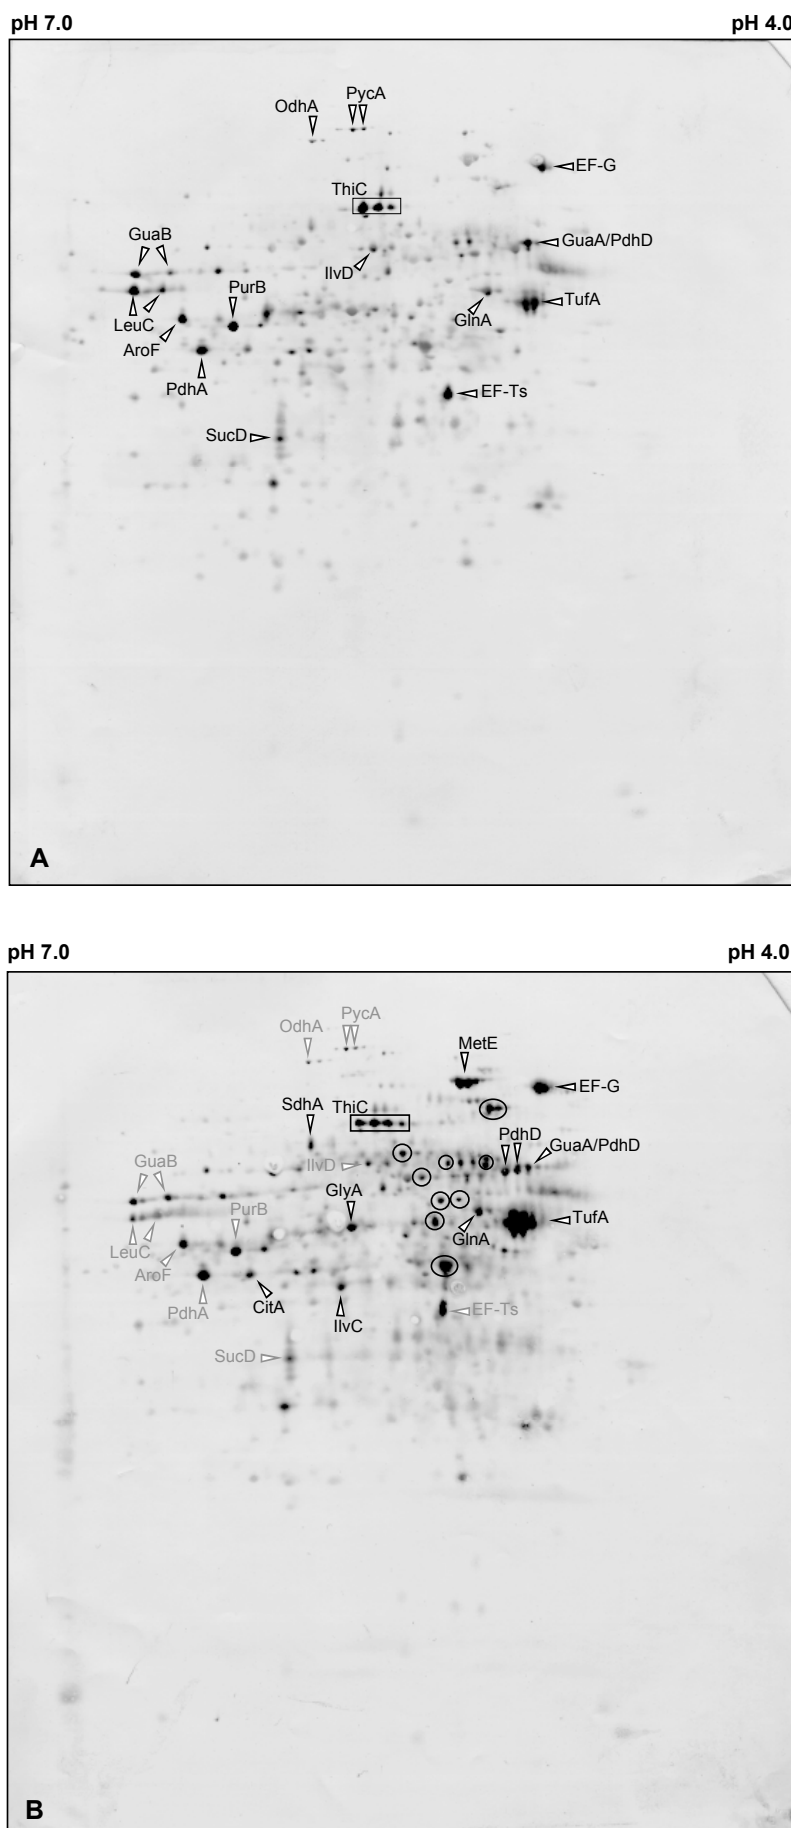 pH 7.0 pH 4.0
OdhA PycA
EF-G
ThiC
GuaB GuaA/PdhD
IlvD
PurB TufA
LeuC GlnA
AroF
PdhA EF-Ts
SucD
A
pH 7.0 pH 4.0
PycA
OdhA
MetE
EF-G
SdhA ThiC
PdhD GuaA/PdhD
GuaB IlvD
GlyA
PurB TufA
LeuC GlnA
AroF
PdhA CitA EF-Ts
IlvC
SucD
B